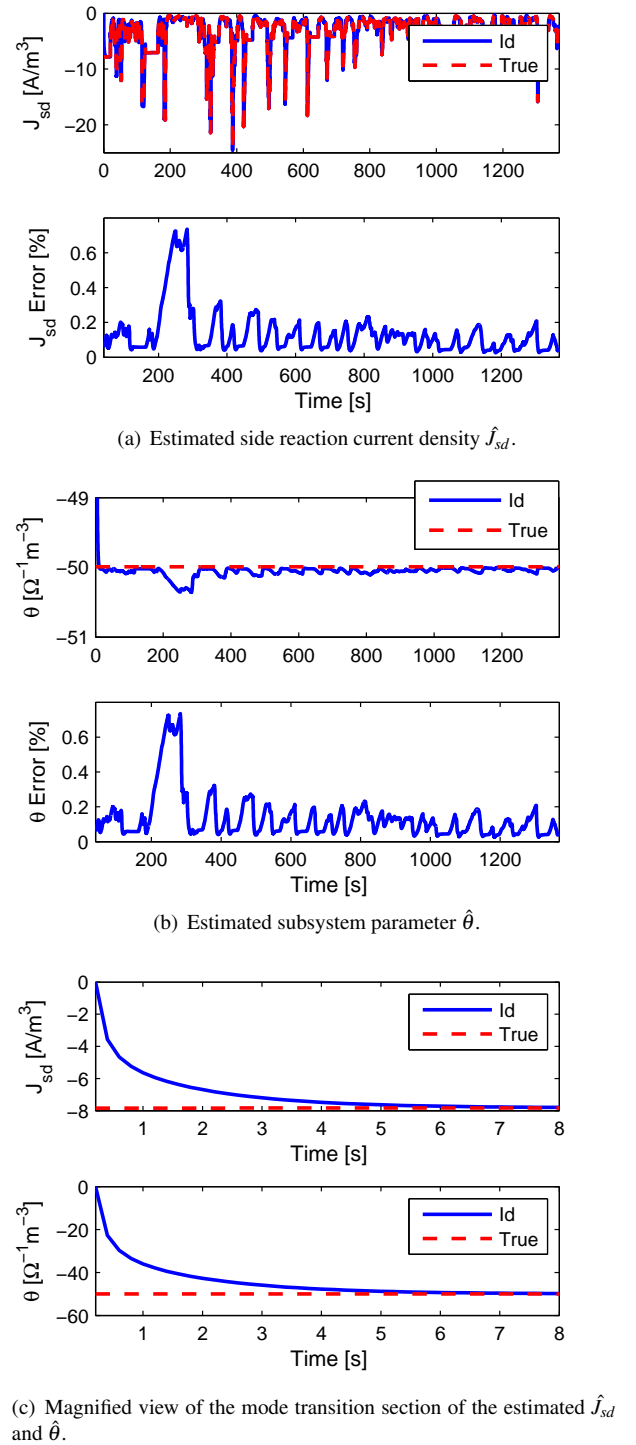 0
−10
−20
J_sd [A/m³]
Id
True
0 200 400 600 800 1000 1200
0.6
0.4
0.2
0
J_sd Error [%]
200 400 600 800 1000 1200
Time [s]
(a) Estimated side reaction current density Ĵ_sd.
−49
−50
−51
θ [Ω⁻¹m⁻³]
Id
True
0 200 400 600 800 1000 1200
0.6
0.4
0.2
0
θ Error [%]
200 400 600 800 1000 1200
Time [s]
(b) Estimated subsystem parameter θ̂.
0
−2
−4
−6
−8
J_sd [A/m³]
Id
True
1 2 3 4 5 6 7 8
Time [s]
0
−20
−40
−60
θ [Ω⁻¹m⁻³]
Id
True
1 2 3 4 5 6 7 8
Time [s]
(c) Magnified view of the mode transition section of the estimated Ĵ_sd
and θ̂.